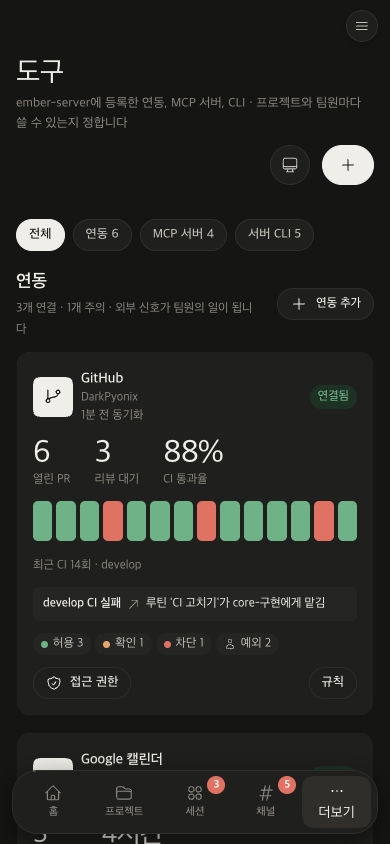 도구
ember-server에 등록한 연동, MCP 서버, CLI · 프로젝트와 팀원마다
쓸 수 있는지 정합니다
전체
연동 6
MCP 서버 4
서버 CLI 5
연동
3개 연결 · 1개 주의 · 외부 신호가 팀원의 일이 됩니
다
연동 추가
GitHub
DarkPyonix
1분 전 동기화
연결됨
6
3
88%
열린 PR
리뷰 대기
CI 통과율
최근 CI 14회 · develop
develop CI 실패 ↗ 루틴 'CI 고치기'가 core-구현에게 맡김
허용 3
확인 1
차단 1
예외 2
접근 권한
규칙
Google 캘린더
홈
프로젝트
3
세션
5
채널
더보기